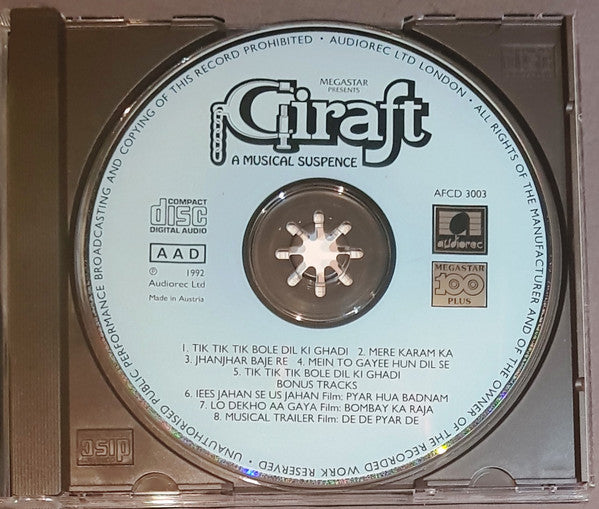 UNAUTHORISED PUBLIC PERFORMANCE BROADCASTING AND COPYING OF THIS RECORD PROHIBITED · AUDIOREC LTD LONDON · ALL RIGHTS OF THE MANUFACTURER AND OF THE OWNER OF THE RECORDED WORK RESERVED ·
MEGASTAR
PRESENTS
Giraft
A MUSICAL SUSPENCE
COMPACT
disc
DIGITAL AUDIO
AAD
℗ 1992
Audiorec Ltd
Made in Austria
AFCD 3003
audiorec
MEGASTAR
100
PLUS
1. TIK TIK TIK BOLE DIL KI GHADI 2. MERE KARAM KA
3. JHANJHAR BAJE RE 4. MEIN TO GAYEE HUN DIL SE
5. TIK TIK TIK BOLE DIL KI GHADI
BONUS TRACKS
6. IEES JAHAN SE US JAHAN Film: PYAR HUA BADNAM
7. LO DEKHO AA GAYA Film: BOMBAY KA RAJA
8. MUSICAL TRAILER Film: DE DE PYAR DE
disc